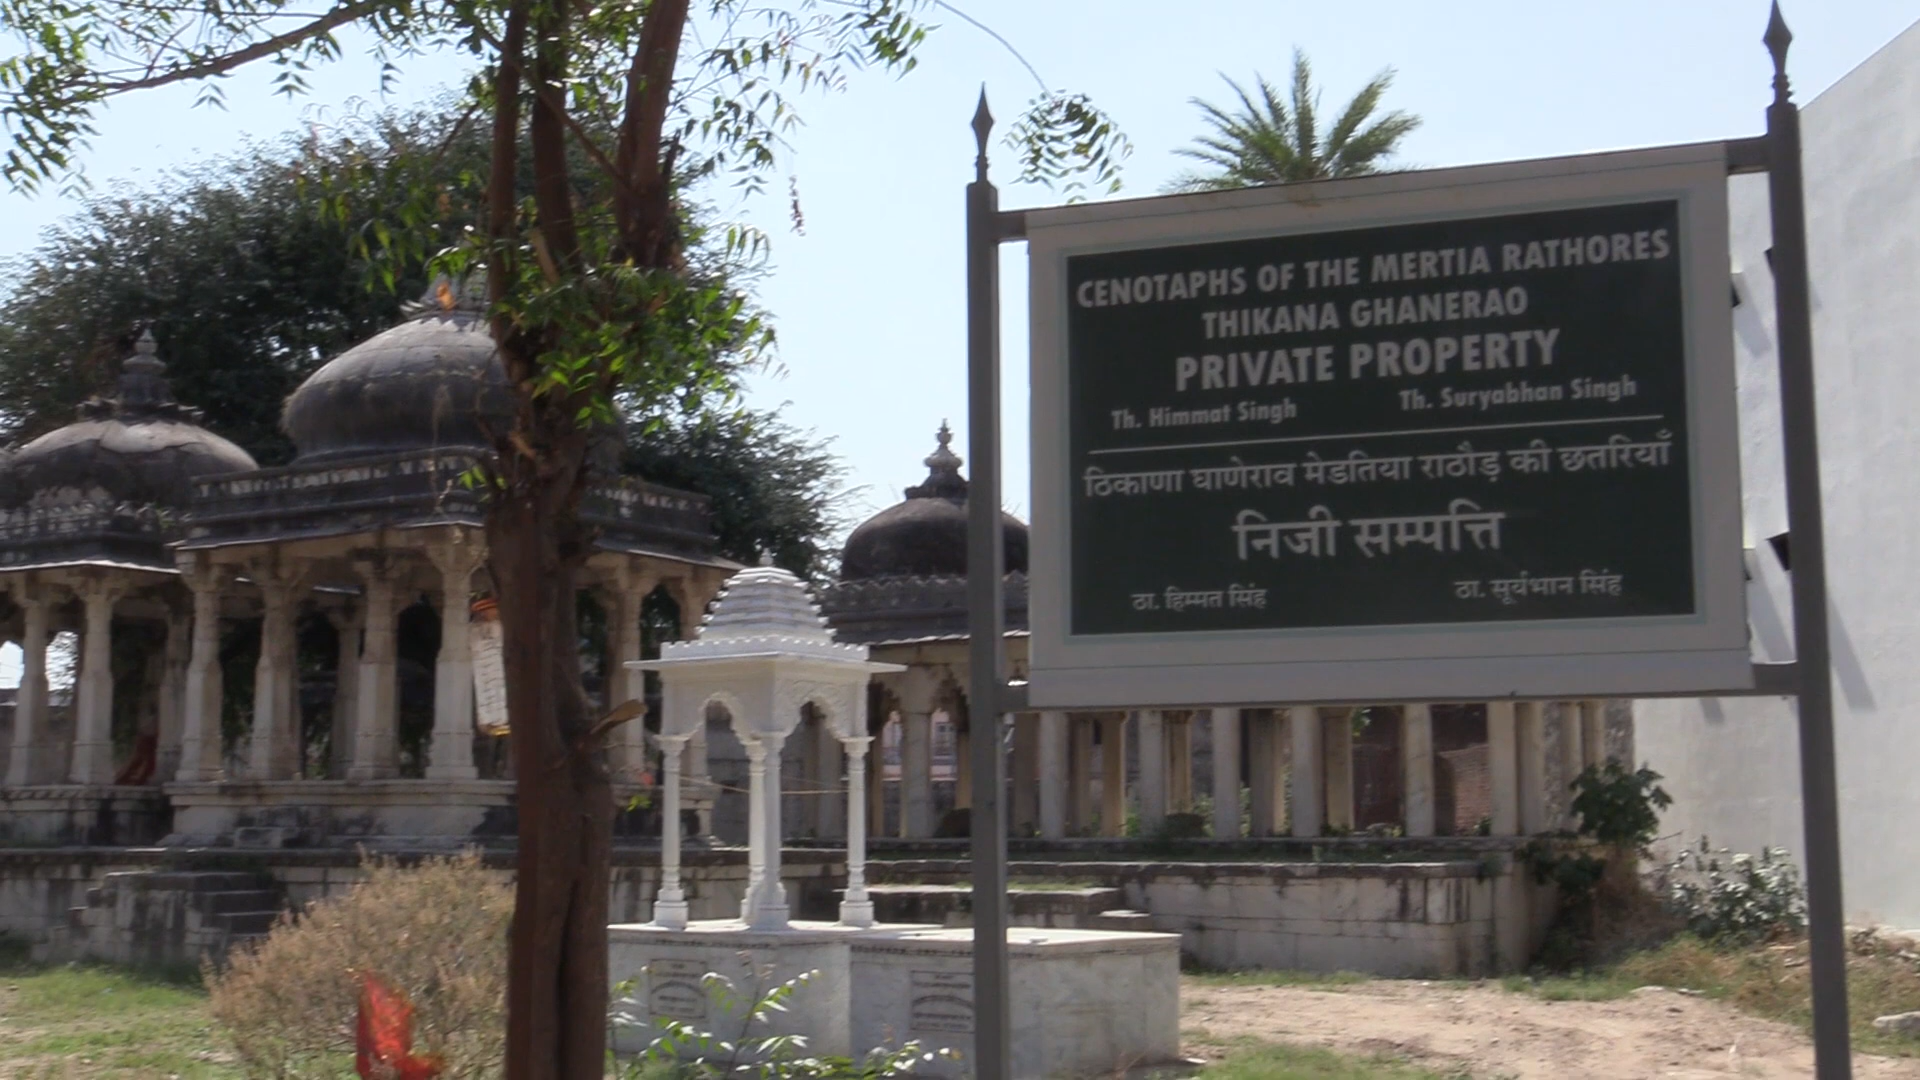 CENOTAPHS OF THE MERTIA RATHORES
THIKANA GHANERAO
PRIVATE PROPERTY
Th. Himmat Singh Th. Suryabhan Singh
ठिकाणा घाणेराव मेडतिया राठौड़ की छतरियाँ
निजी सम्पत्ति
ठा. हिम्मत सिंह ठा. सूर्यभान सिंह